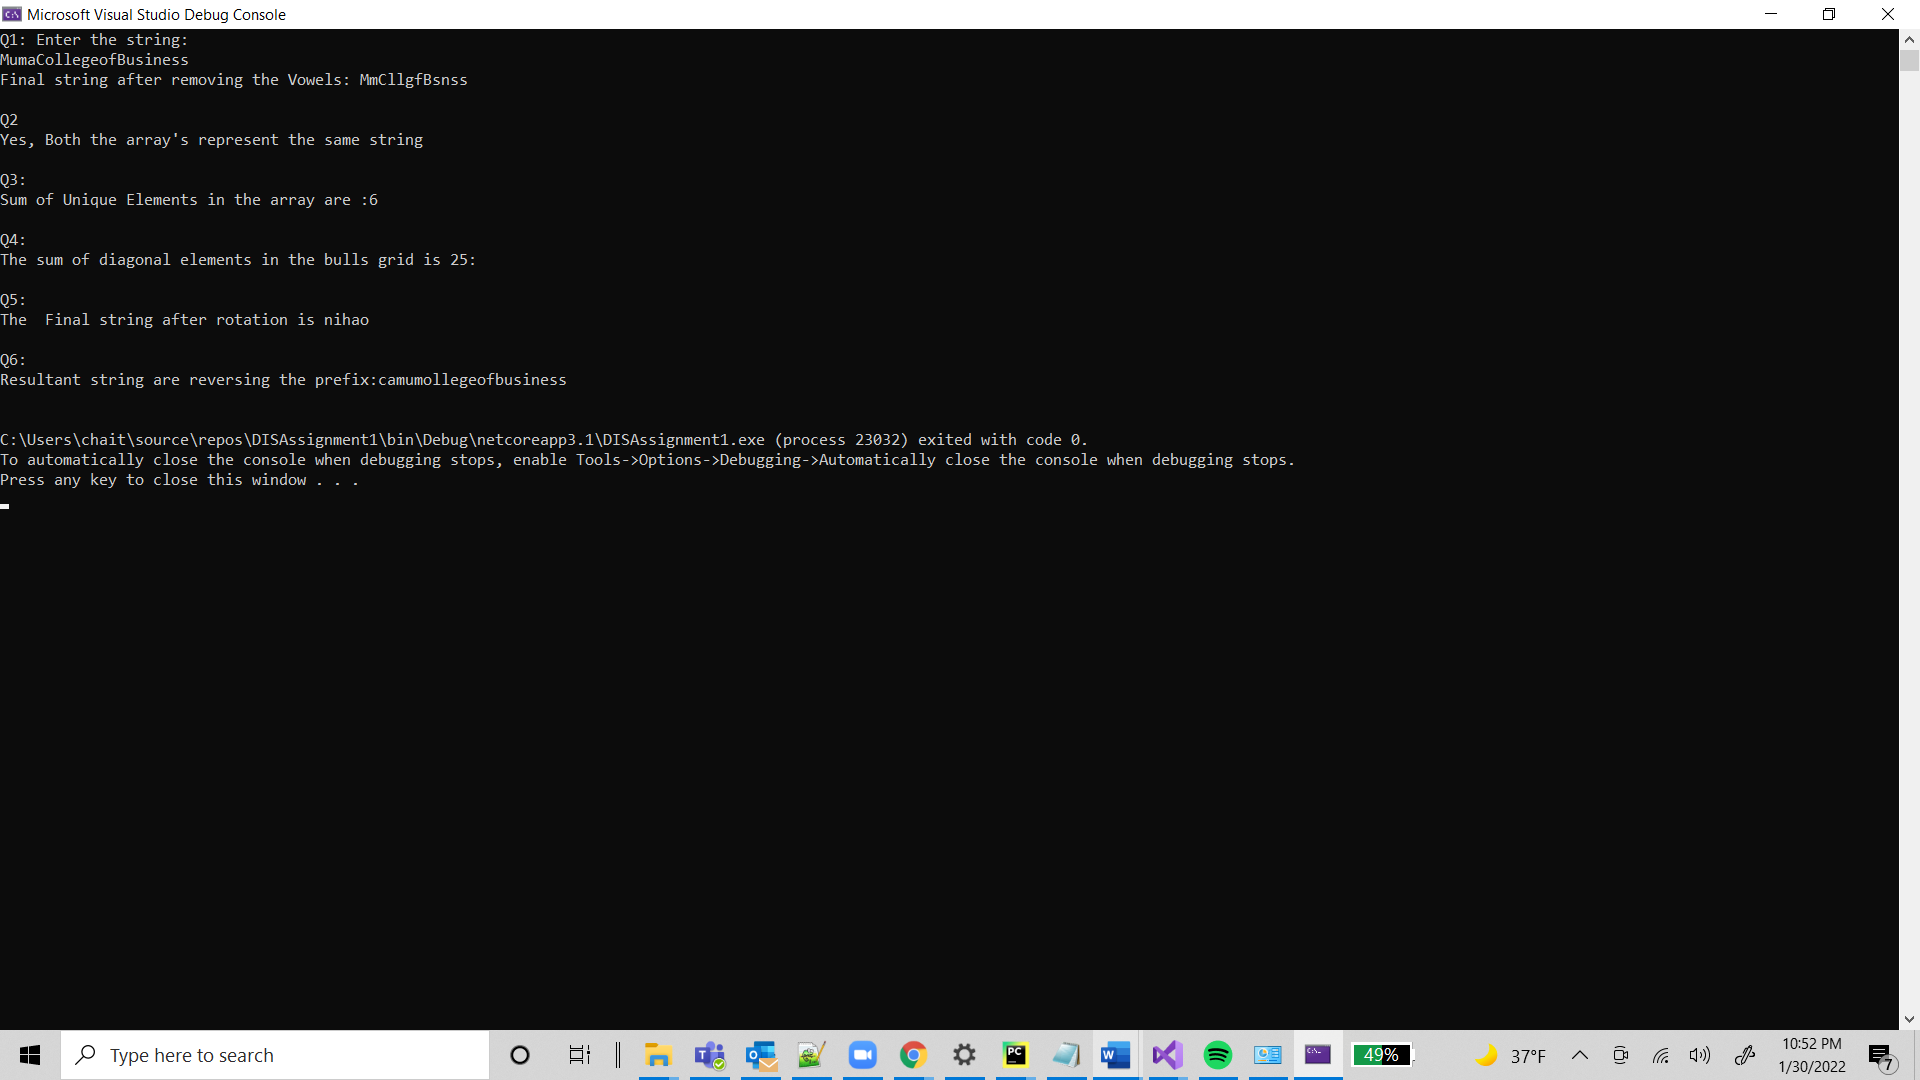 Microsoft Visual Studio Debug Console
Q1: Enter the string:
MumaCollegeofBusiness
Final string after removing the Vowels: MmCllgfBsnss
Q2
Yes, Both the array's represent the same string
Q3:
Sum of Unique Elements in the array are :6
Q4:
The sum of diagonal elements in the bulls grid is 25:
Q5:
The  Final string after rotation is nihao
Q6:
Resultant string are reversing the prefix:camumollegeofbusiness
C:\Users\chait\source\repos\DISAssignment1\bin\Debug\netcoreapp3.1\DISAssignment1.exe (process 23032) exited with code 0.
To automatically close the console when debugging stops, enable Tools->Options->Debugging->Automatically close the console when debugging stops.
Press any key to close this window . . .
Type here to search
PC
W
49%
37°F
10:52 PM
1/30/2022
7